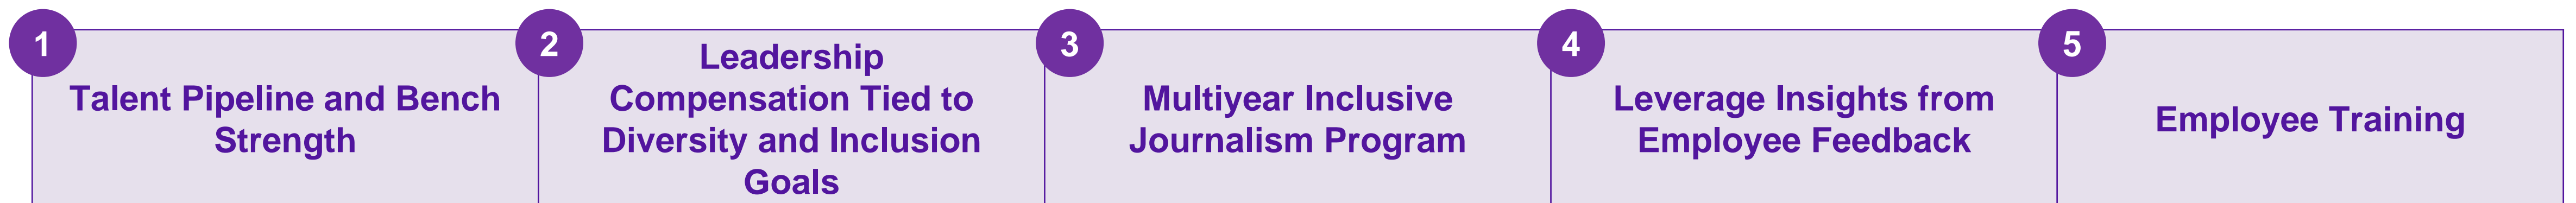 1
Talent Pipeline and Bench
Strength
2
Leadership
Compensation Tied to
Diversity and Inclusion
Goals
3
Multiyear Inclusive
Journalism Program
4
Leverage Insights from
Employee Feedback
5
Employee Training